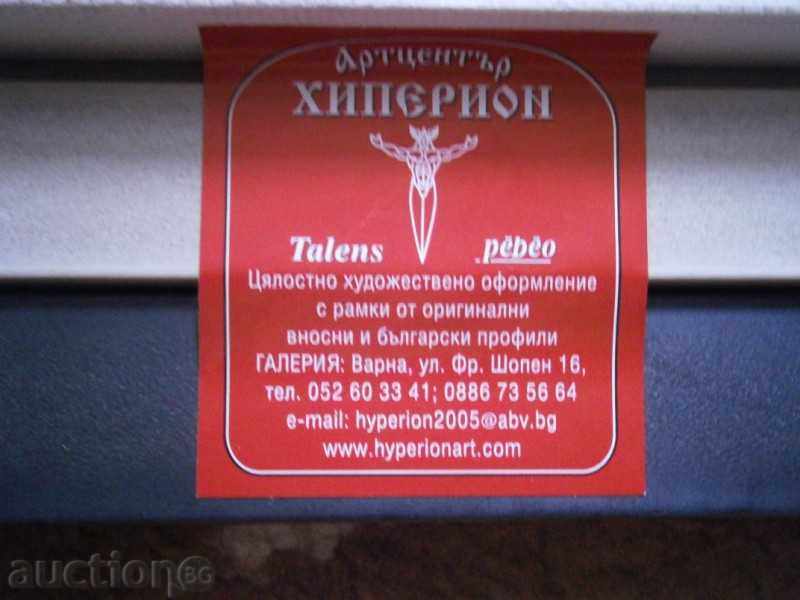 Артцентър
ХИПЕРИОН
Talens pēbēo
Цялостно художествено оформление
с рамки от оригинални
вносни и български профили
ГАЛЕРИЯ: Варна, ул. Фр. Шопен 16,
тел. 052 60 33 41; 0886 73 56 64
e-mail: hyperion2005@abv.bg
www.hyperionart.com
auction BG